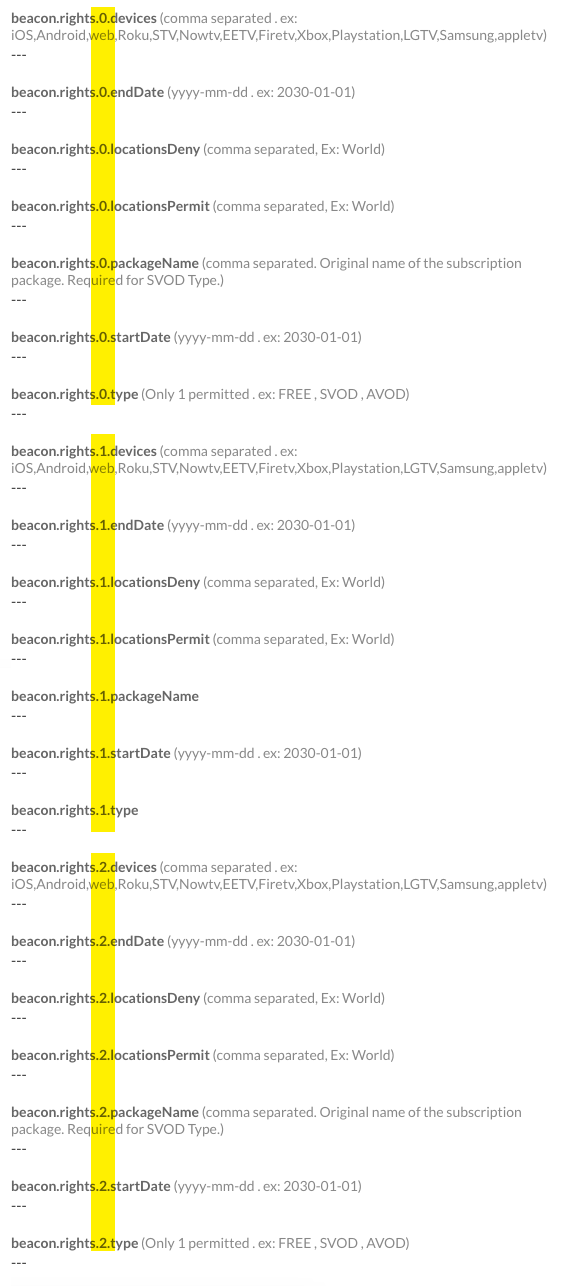 beacon.rights.0.devices (comma separated . ex:
iOS,Android,web,Roku,STV,Nowtv,EETV,Firetv,Xbox,Playstation,LGTV,Samsung,appletv)
---
beacon.rights.0.endDate (yyyy-mm-dd . ex: 2030-01-01)
---
beacon.rights.0.locationsDeny (comma separated, Ex: World)
---
beacon.rights.0.locationsPermit (comma separated, Ex: World)
---
beacon.rights.0.packageName (comma separated. Original name of the subscription
package. Required for SVOD Type.)
---
beacon.rights.0.startDate (yyyy-mm-dd . ex: 2030-01-01)
---
beacon.rights.0.type (Only 1 permitted . ex: FREE , SVOD , AVOD)
---
beacon.rights.1.devices (comma separated . ex:
iOS,Android,web,Roku,STV,Nowtv,EETV,Firetv,Xbox,Playstation,LGTV,Samsung,appletv)
---
beacon.rights.1.endDate (yyyy-mm-dd . ex: 2030-01-01)
---
beacon.rights.1.locationsDeny (comma separated, Ex: World)
---
beacon.rights.1.locationsPermit (comma separated, Ex: World)
---
beacon.rights.1.packageName
---
beacon.rights.1.startDate (yyyy-mm-dd . ex: 2030-01-01)
---
beacon.rights.1.type
---
beacon.rights.2.devices (comma separated . ex:
iOS,Android,web,Roku,STV,Nowtv,EETV,Firetv,Xbox,Playstation,LGTV,Samsung,appletv)
---
beacon.rights.2.endDate (yyyy-mm-dd . ex: 2030-01-01)
---
beacon.rights.2.locationsDeny (comma separated, Ex: World)
---
beacon.rights.2.locationsPermit (comma separated, Ex: World)
---
beacon.rights.2.packageName (comma separated. Original name of the subscription
package. Required for SVOD Type.)
---
beacon.rights.2.startDate (yyyy-mm-dd . ex: 2030-01-01)
---
beacon.rights.2.type (Only 1 permitted . ex: FREE , SVOD , AVOD)
---